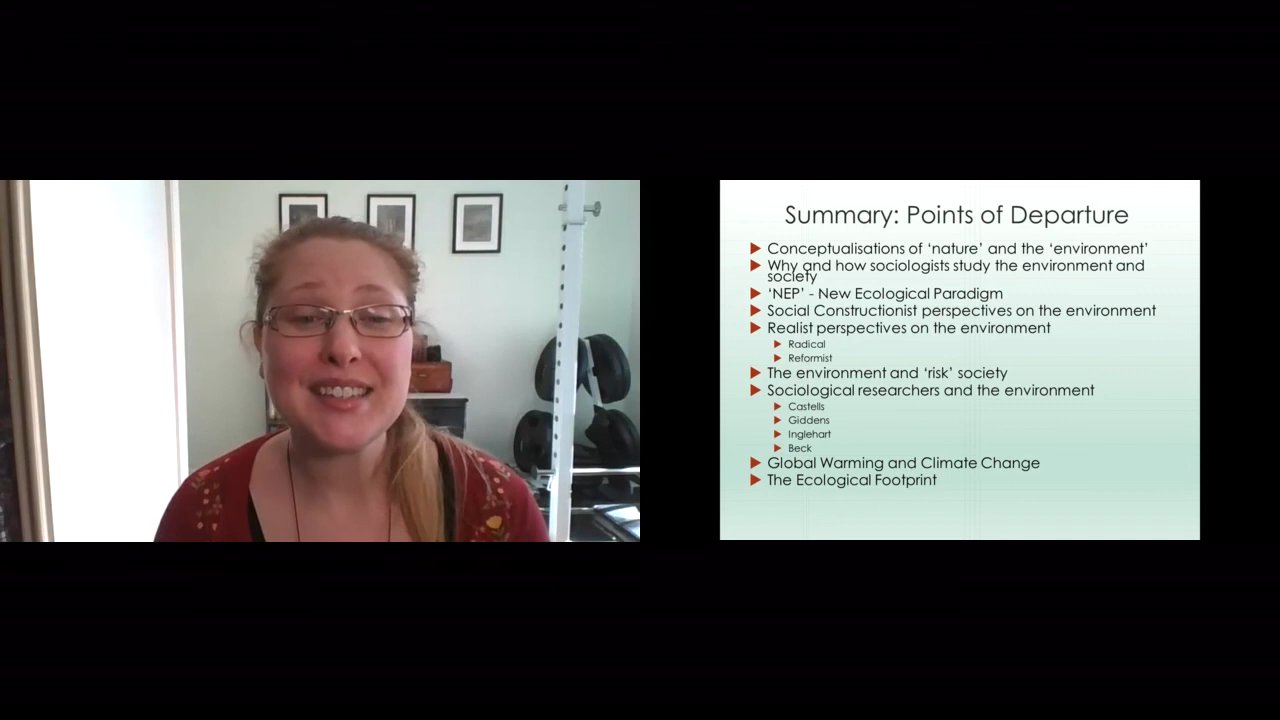 Summary: Points of Departure
Conceptualisations of ‘nature’ and the ‘environment’
Why and how sociologists study the environment and
society
‘NEP’ - New Ecological Paradigm
Social Constructionist perspectives on the environment
Realist perspectives on the environment
Radical
Reformist
The environment and ‘risk’ society
Sociological researchers and the environment
Castells
Giddens
Inglehart
Beck
Global Warming and Climate Change
The Ecological Footprint